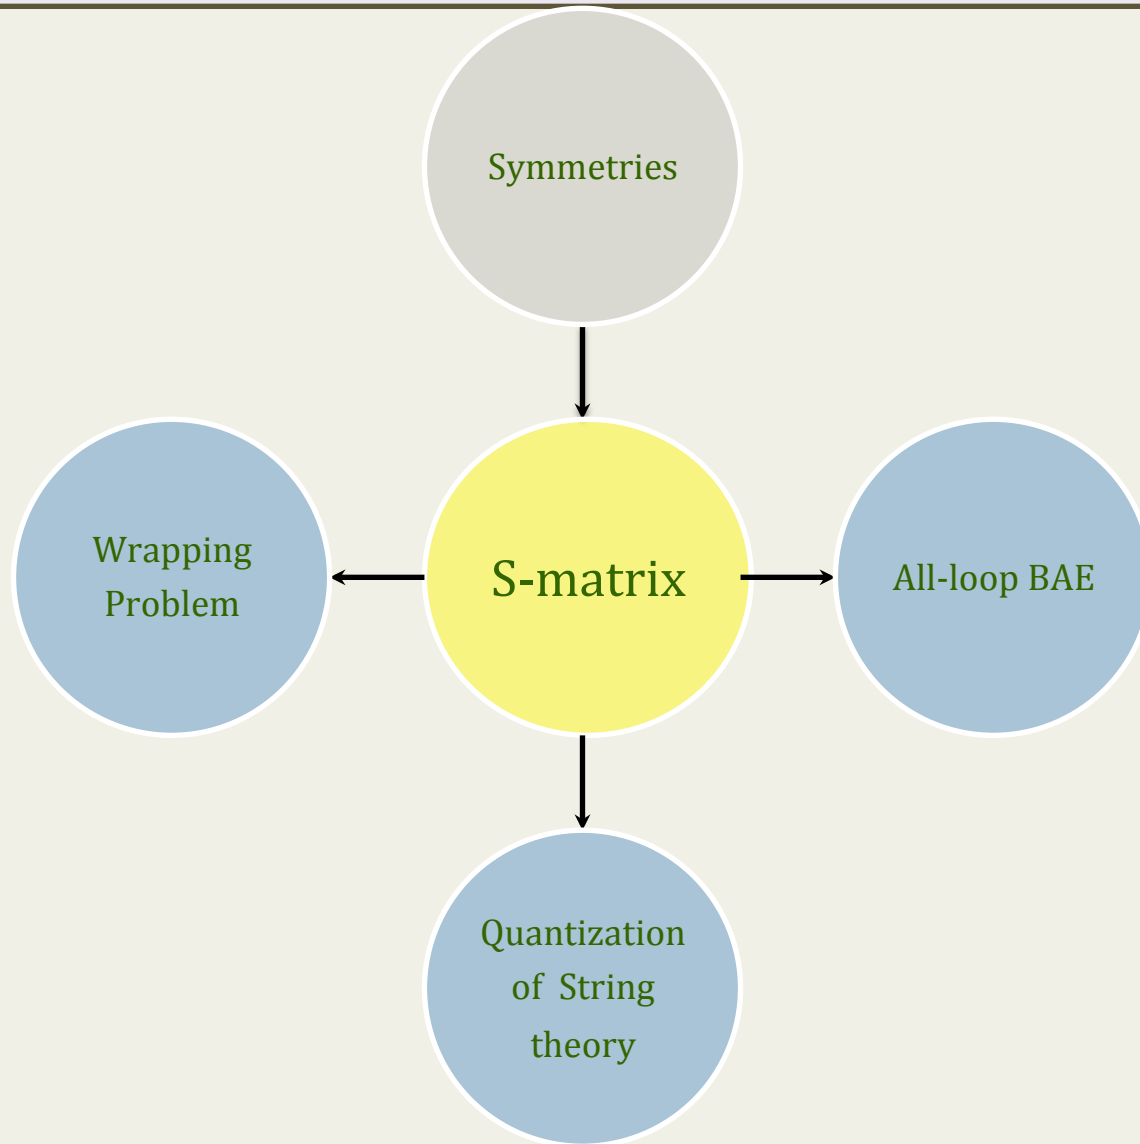 Symmetries
Wrapping
Problem
S-matrix
All-loop BAE
Quantization
of String
theory